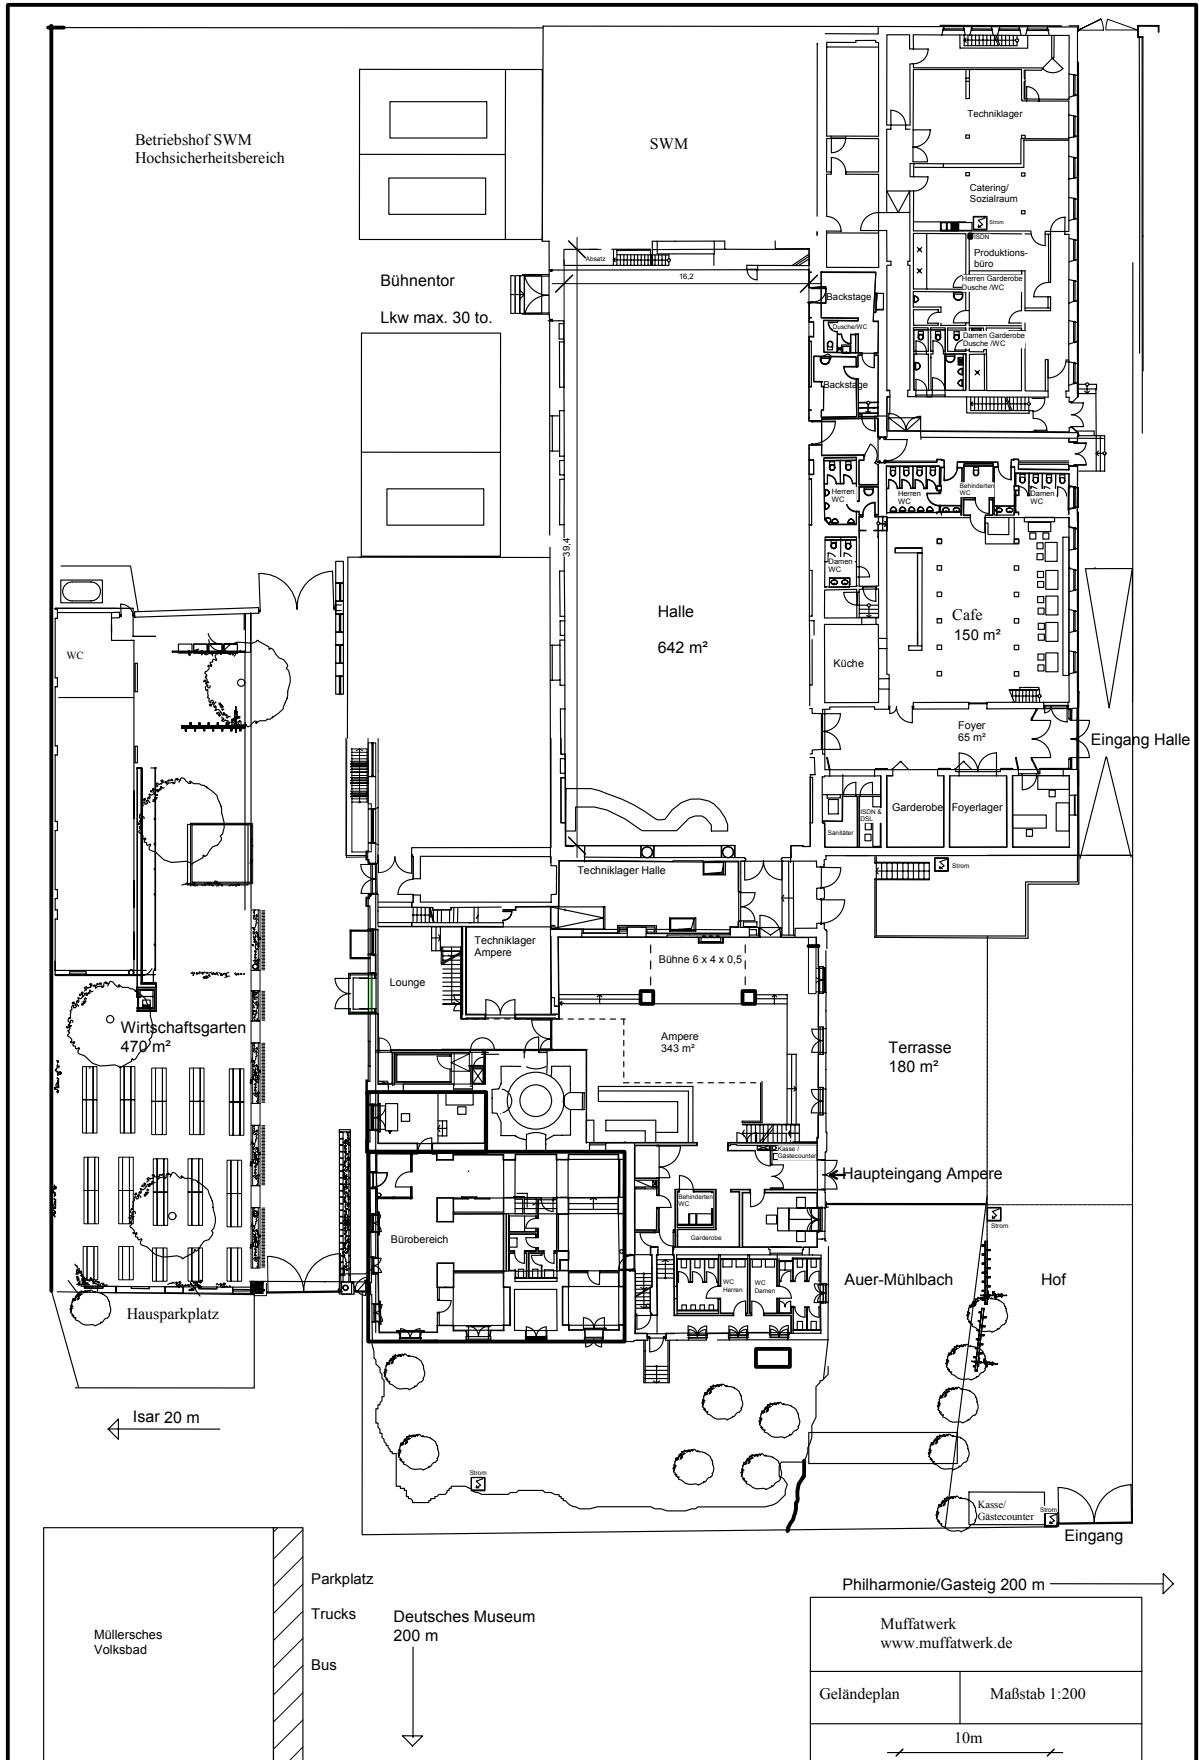 Betriebshof SWM
Hochsicherheitsbereich
SWM
Techniklager
Catering/
Sozialraum
Strom
ISDN
Produktions-
büro
Herren Garderobe
Dusche /WC
Damen Garderobe
Dusche /WC
Absatz
16,2
Bühnentor
Lkw max. 30 to.
Backstage
Dusche/WC
Backstage
Herren
WC
Herren
WC
Behinderten
WC
Damen
WC
Damen
WC
39,4
Halle
642 m²
Cafe
150 m²
Küche
WC
Foyer
65 m²
Eingang Halle
Garderobe
Foyerlager
ISDN &
DSL
Sanitäter
Strom
Techniklager Halle
Techniklager
Ampere
Bühne 6 x 4 x 0,5
Lounge
Wirtschaftsgarten
470 m²
Ampere
343 m²
Terrasse
180 m²
Kasse /
Gästecounter
Haupteingang Ampere
Behinderten
WC
Garderobe
Bürobereich
Strom
WC
Herren
WC
Damen
Auer-Mühlbach
Hof
Hausparkplatz
Isar 20 m
Strom
Kasse/
Gästecounter
Strom
Eingang
Parkplatz
Trucks
Bus
Müllersches
Volksbad
Deutsches Museum
200 m
Philharmonie/Gasteig 200 m
Muffatwerk
www.muffatwerk.de
Geländeplan
Maßstab 1:200
10m